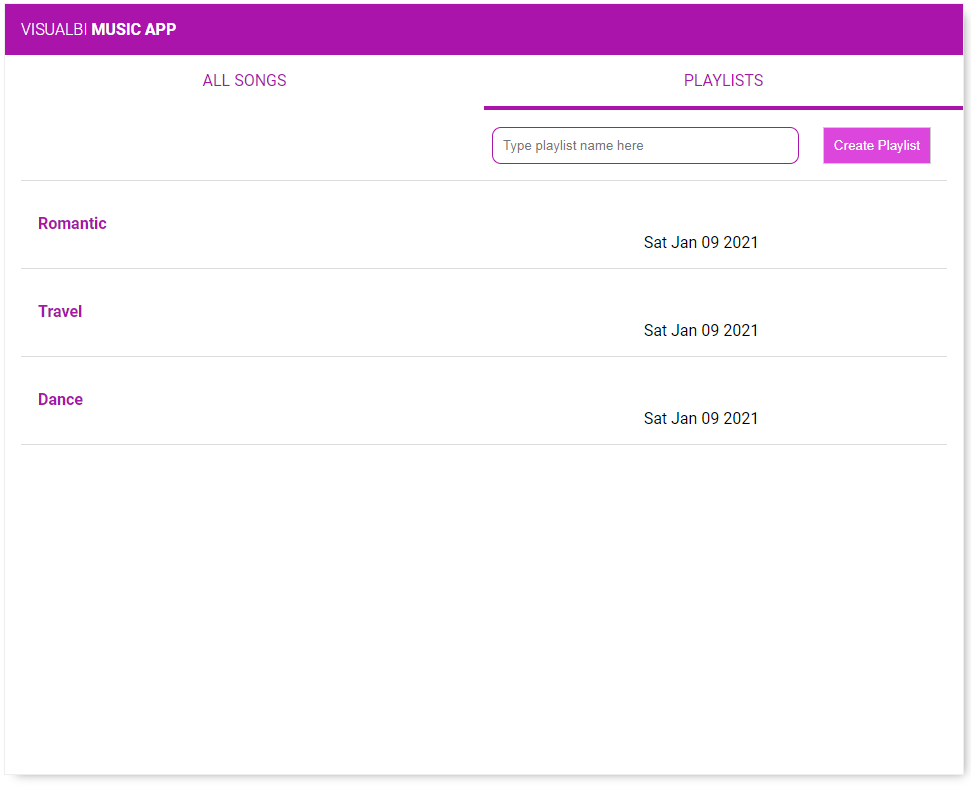 VISUALBI MUSIC APP
ALL SONGS
PLAYLISTS
Type playlist name here
Create Playlist
Romantic
Sat Jan 09 2021
Travel
Sat Jan 09 2021
Dance
Sat Jan 09 2021